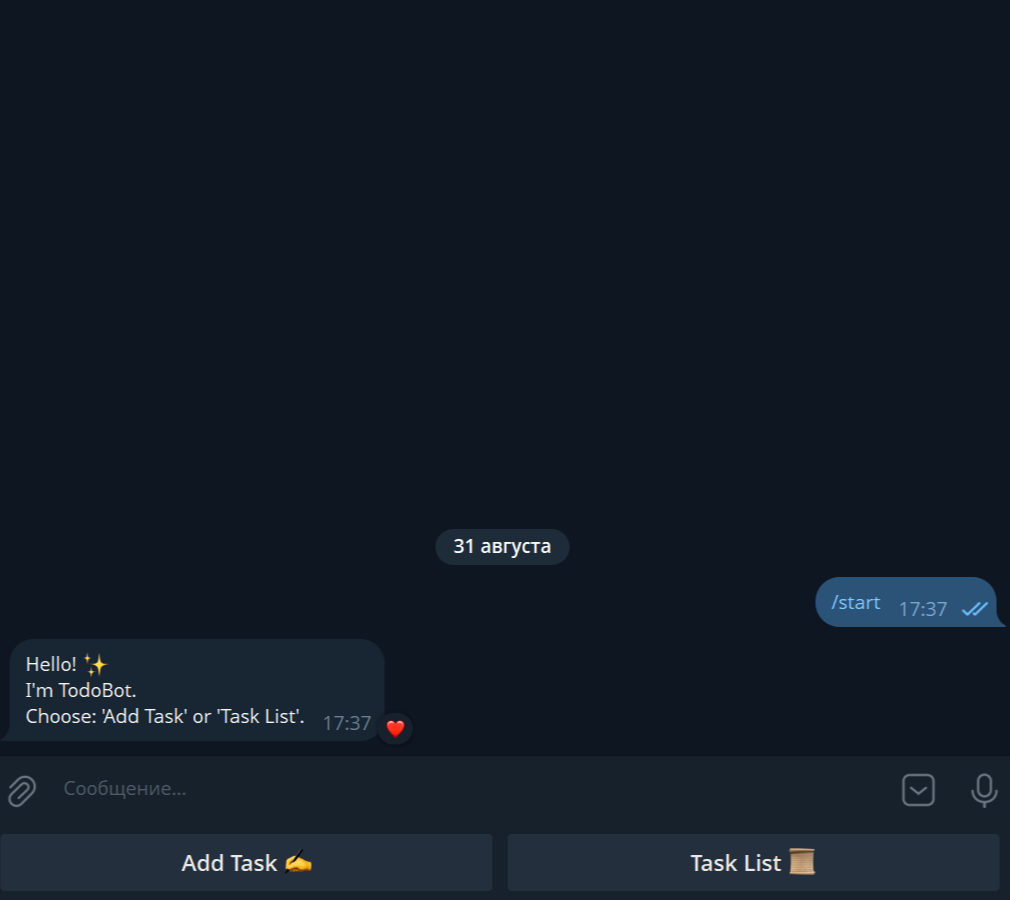 31 августа
/start 17:37
Hello! ✨
I'm TodoBot.
Choose: 'Add Task' or 'Task List'. 17:37
Сообщение...
Add Task ✍
Task List 📜